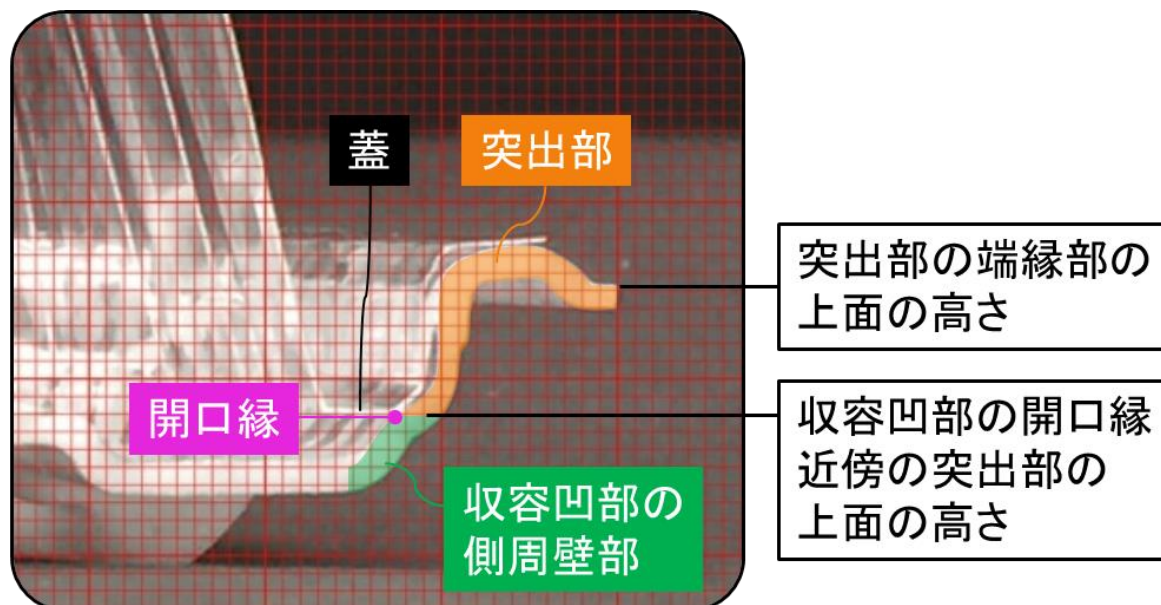 蓋
突出部
突出部の端縁部の
上面の高さ
開口縁
収容凹部の開口縁
近傍の突出部の
上面の高さ
収容凹部の
側周壁部